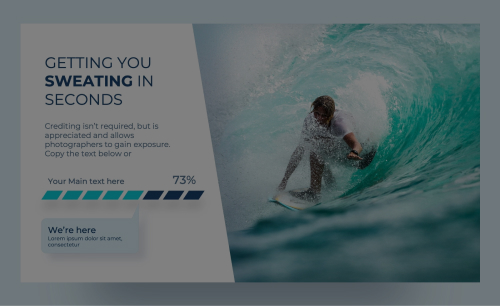 GETTING YOU
SWEATING IN
SECONDS
Crediting isn't required, but is
appreciated and allows
photographers to gain exposure.
Copy the text below or
Your Main text here
73%
We're here
Lorem ipsum dolor sit amet,
consectetur